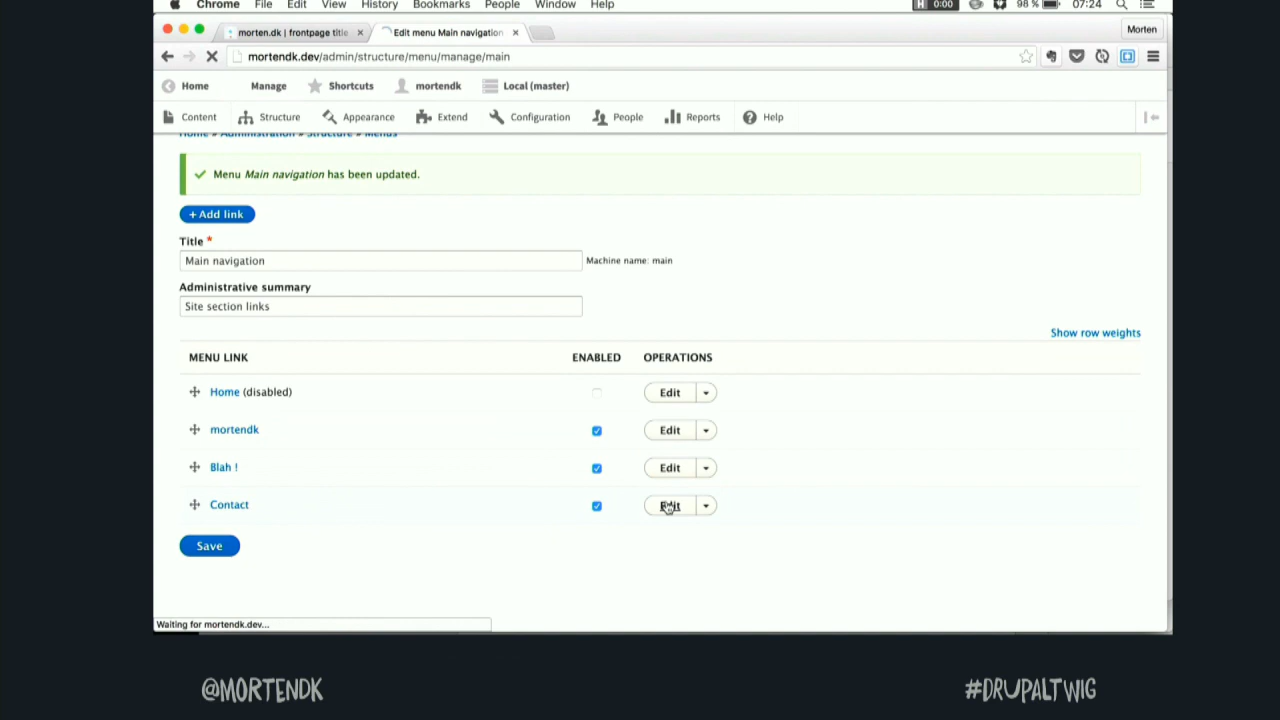 Chrome File Edit View History Bookmarks People Window Help 0:00 98 % 07:24
morten.dk | frontpage title × Edit menu Main navigation × Morten
mortendk.dev/admin/structure/menu/manage/main
Home Manage Shortcuts mortendk Local (master)
Content Structure Appearance Extend Configuration People Reports Help
Home » Administration » Structure » Menus
Menu Main navigation has been updated.
+ Add link
Title *
Main navigation Machine name: main
Administrative summary
Site section links
Show row weights
MENU LINK ENABLED OPERATIONS
Home (disabled) Edit
mortendk Edit
Blah ! Edit
Contact Edit
Save
Waiting for mortendk.dev...
@MORTENDK #DRUPALTWIG